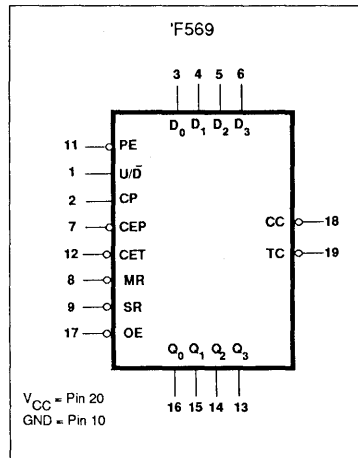 'F569
3 4 5 6
D0 D1 D2 D3
11 PE
1 U/D̄
2 CP
7 CEP
CC 18
12 CET
TC 19
8 MR
9 SR
17 OE
Q0 Q1 Q2 Q3
16 15 14 13
VCC = Pin 20
GND = Pin 10